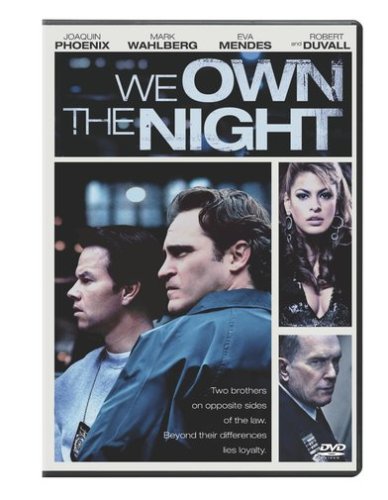 JOAQUIN PHOENIX
MARK WAHLBERG
EVA MENDES
and ROBERT DUVALL
WE OWN
THE NIGHT
Two brothers
on opposite sides
of the law.
Beyond their differences
lies loyalty.
DVD